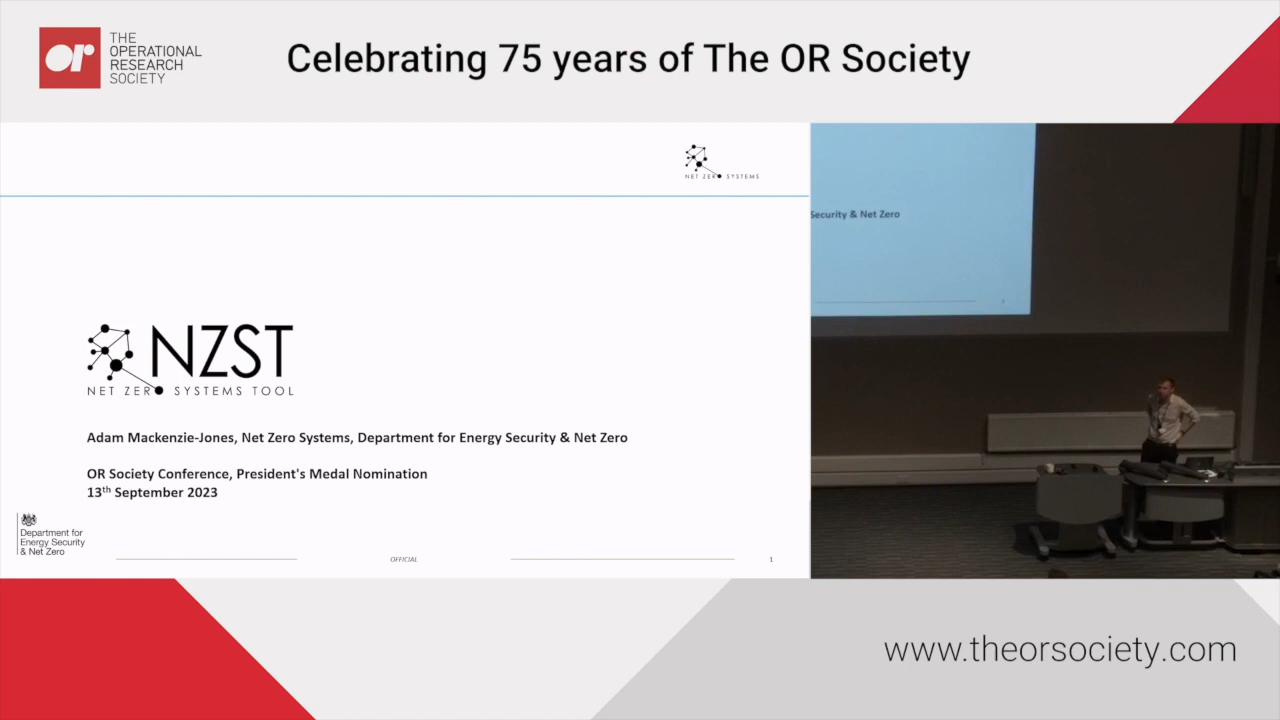 or
THE
OPERATIONAL
RESEARCH
SOCIETY
Celebrating 75 years of The OR Society
NET ZERO SYSTEMS
Security & Net Zero
NZST
NET ZERO SYSTEMS TOOL
Adam Mackenzie-Jones, Net Zero Systems, Department for Energy Security & Net Zero
OR Society Conference, President's Medal Nomination
13th September 2023
Department for
Energy Security
& Net Zero
OFFICIAL
1
www.theorsociety.com